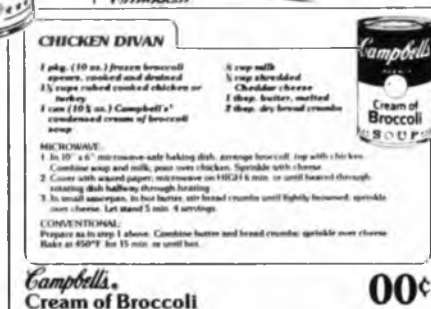 CHICKEN DIVAN
1 pkg. (10 oz.) frozen broccoli
spears, cooked and drained
1½ cups cubed cooked chicken or
turkey
1 can (10¾ oz.) Campbell's®
condensed cream of broccoli
soup
cup milk
cup shredded
Cheddar cheese
1 tbsp. butter, melted
2 tbsp. dry bread crumbs
Campbell's
Cream of
Broccoli
SOUP
MICROWAVE:
1. In 10" x 6" microwave-safe baking dish, arrange broccoli, top with chicken.
Combine soup and milk, pour over chicken. Sprinkle with cheese.
2. Cover with waxed paper; microwave on HIGH 6 min. or until heated through
rotating dish halfway through heating.
3. In small saucepan, in hot butter, stir bread crumbs until lightly browned; sprinkle
over cheese. Let stand 5 min. 4 servings.
CONVENTIONAL:
Prepare as in step 1 above. Combine butter and bread crumbs; sprinkle over cheese.
Bake at 450°F for 15 min. or until hot.
Campbell's®
Cream of Broccoli
00¢